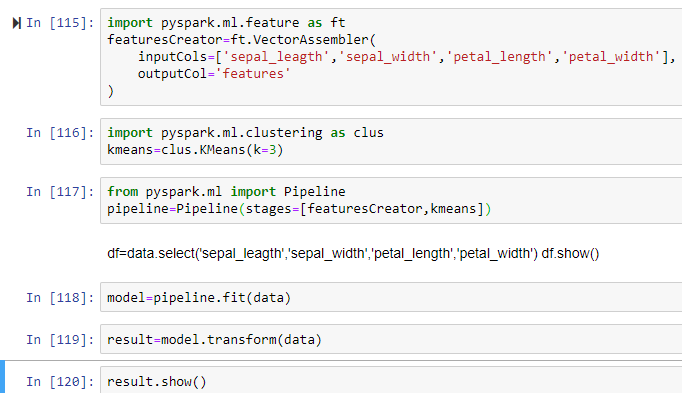 In [115]: import pyspark.ml.feature as ft
featuresCreator=ft.VectorAssembler(
    inputCols=['sepal_leagth','sepal_width','petal_length','petal_width'],
    outputCol='features'
)
In [116]: import pyspark.ml.clustering as clus
kmeans=clus.KMeans(k=3)
In [117]: from pyspark.ml import Pipeline
pipeline=Pipeline(stages=[featuresCreator,kmeans])
df=data.select('sepal_leagth','sepal_width','petal_length','petal_width') df.show()
In [118]: model=pipeline.fit(data)
In [119]: result=model.transform(data)
In [120]: result.show()